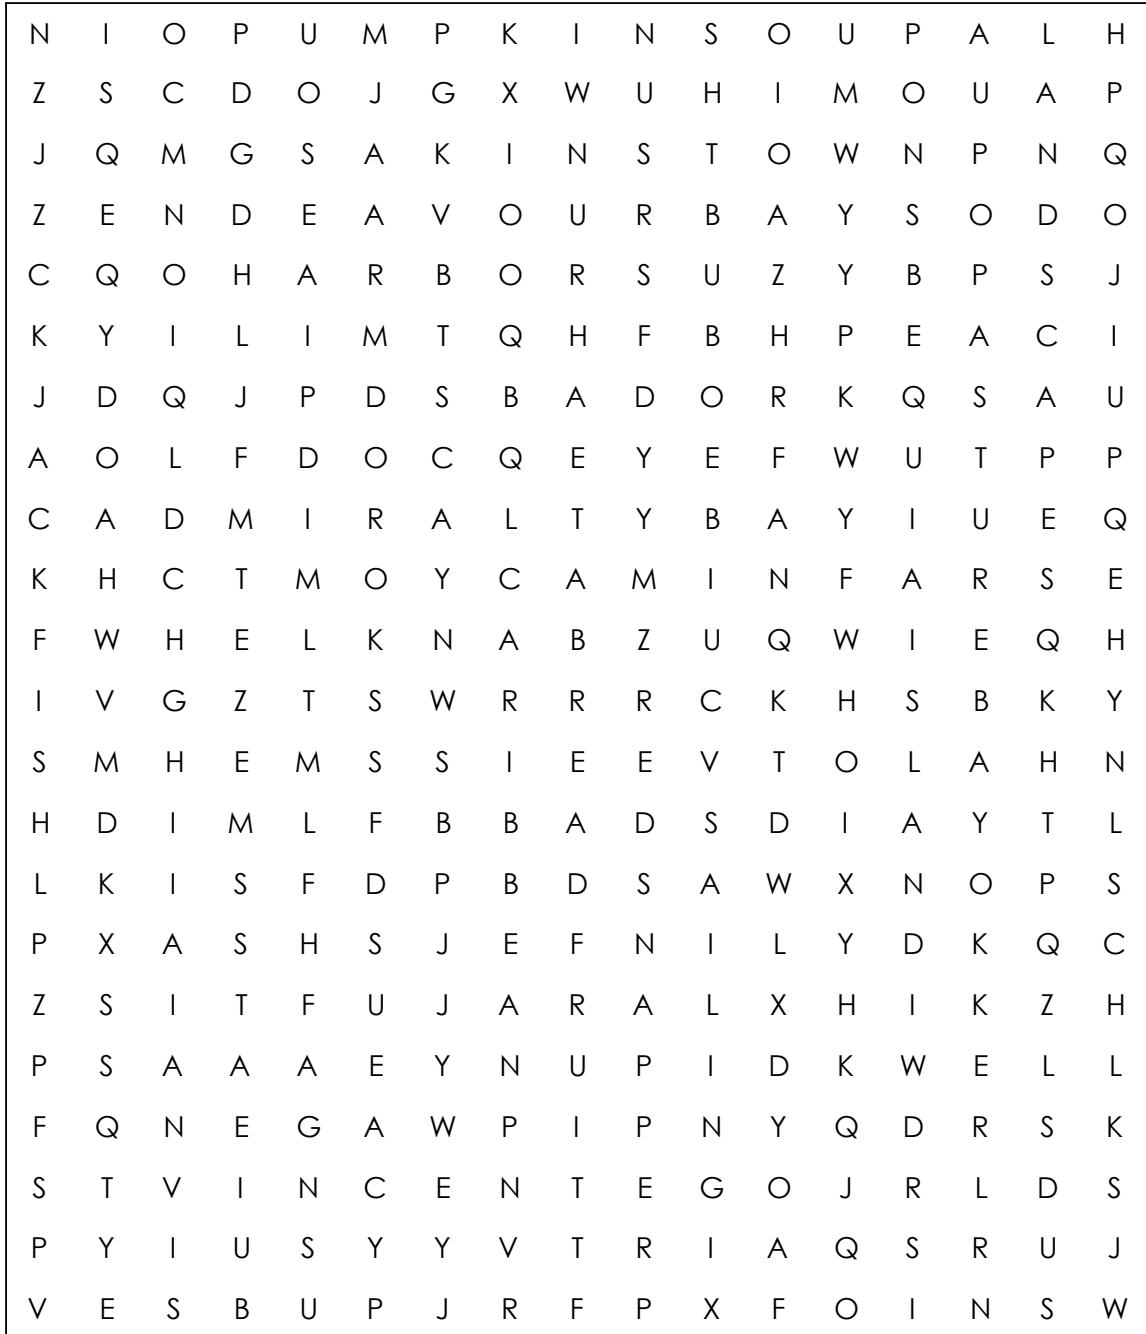 N I O P U M P K I N S O U P A L H
Z S C D O J G X W U H I M O U A P
J Q M G S A K I N S T O W N P N Q
Z E N D E A V O U R B A Y S O D O
C Q O H A R B O R S U Z Y B P S J
K Y I L I M T Q H F B H P E A C I
J D Q J P D S B A D O R K Q S A U
A O L F D O C Q E Y E F W U T P P
C A D M I R A L T Y B A Y I U E Q
K H C T M O Y C A M I N F A R S E
F W H E L K N A B Z U Q W I E Q H
I V G Z T S W R R R C K H S B K Y
S M H E M S S I E E V T O L A H N
H D I M L F B B A D S D I A Y T L
L K I S F D P B D S A W X N O P S
P X A S H S J E F N I L Y D K Q C
Z S I T F U J A R A L X H I K Z H
P S A A A E Y N U P I D K W E L L
F Q N E G A W P I P N Y Q D R S K
S T V I N C E N T E G O J R L D S
P Y I U S Y Y V T R I A Q S R U J
V E S B U P J R F P X F O I N S W